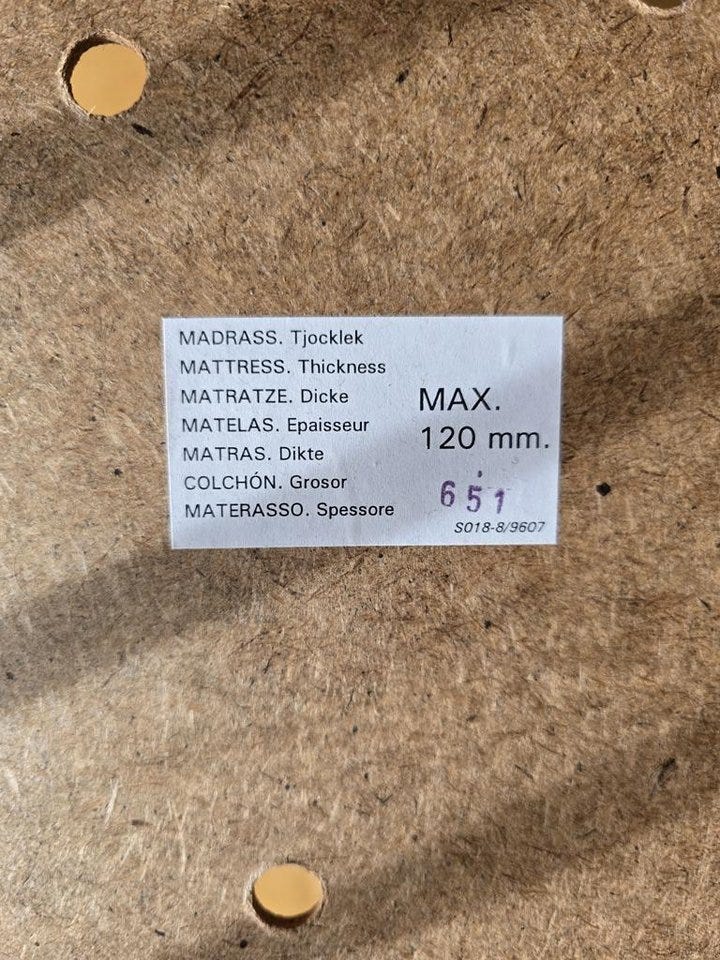 MADRASS. Tjocklek
MATTRESS. Thickness
MATRATZE. Dicke
MATELAS. Epaisseur
MATRAS. Dikte
COLCHÓN. Grosor
MATERASSO. Spessore
MAX.
120 mm.
651
S018-8/9607